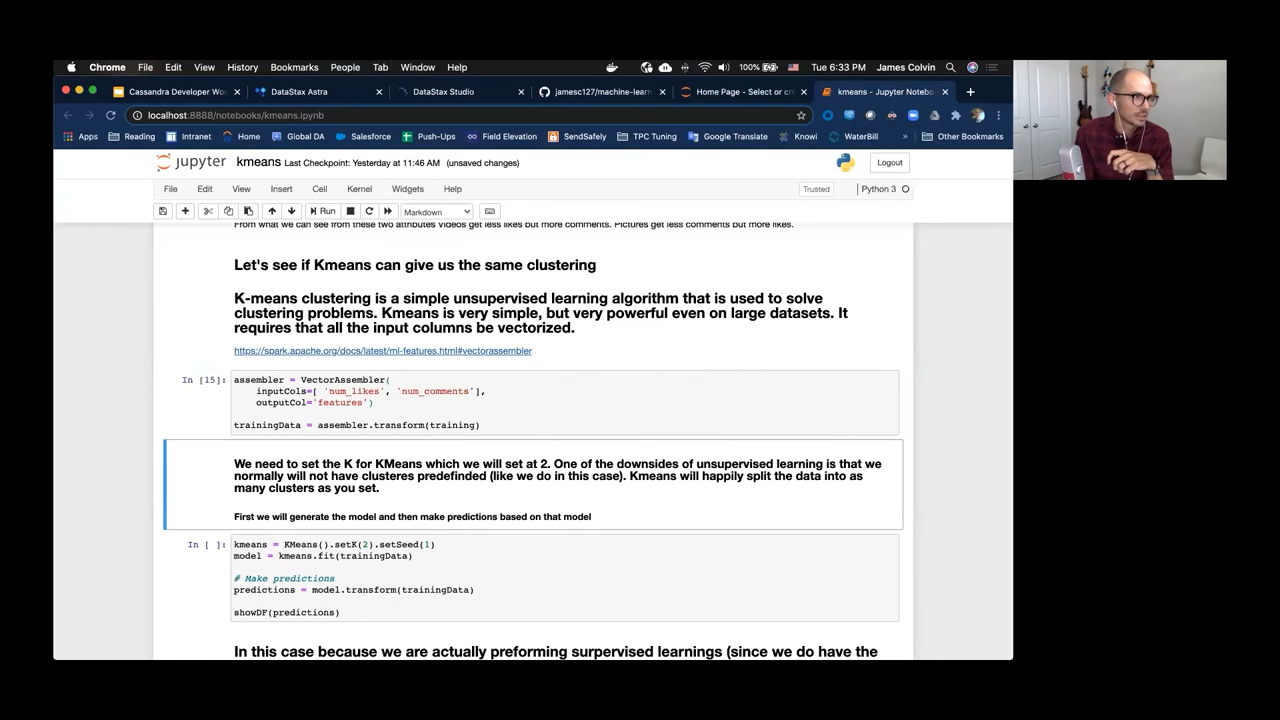 Chrome File Edit View History Bookmarks People Tab Window Help 100% Tue 6:33 PM James Colvin
Cassandra Developer Wor DataStax Astra DataStax Studio jamesc127/machine-learn Home Page - Select or cre kmeans - Jupyter Notebo
localhost:8888/notebooks/kmeans.ipynb
Apps Reading Intranet Home Global DA Salesforce Push-Ups Field Elevation SendSafely TPC Tuning Google Translate Knowi WaterBill » Other Bookmarks
jupyter kmeans Last Checkpoint: Yesterday at 11:46 AM (unsaved changes) Logout
File Edit View Insert Cell Kernel Widgets Help Trusted Python 3
Run Markdown
From what we can see from these two attributes Videos get less likes but more comments. Pictures get less comments but more likes.
Let's see if Kmeans can give us the same clustering
K-means clustering is a simple unsupervised learning algorithm that is used to solve
clustering problems. Kmeans is very simple, but very powerful even on large datasets. It
requires that all the input columns be vectorized.
https://spark.apache.org/docs/latest/ml-features.html#vectorassembler
In [15]: assembler = VectorAssembler(
inputCols=[ 'num_likes', 'num_comments'],
outputCol='features')
trainingData = assembler.transform(training)
We need to set the K for KMeans which we will set at 2. One of the downsides of unsupervised learning is that we
normally will not have clusteres predefinded (like we do in this case). Kmeans will happily split the data into as
many clusters as you set.
First we will generate the model and then make predictions based on that model
In [ ]: kmeans = KMeans().setK(2).setSeed(1)
model = kmeans.fit(trainingData)
# Make predictions
predictions = model.transform(trainingData)
showDF(predictions)
In this case because we are actually preforming surpervised learnings (since we do have the